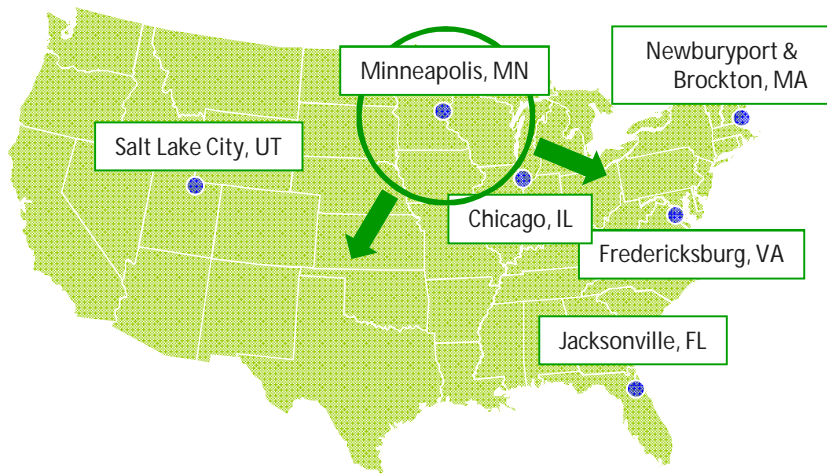 Newburyport &
Brockton, MA
Minneapolis, MN
Salt Lake City, UT
Chicago, IL
Fredericksburg, VA
Jacksonville, FL